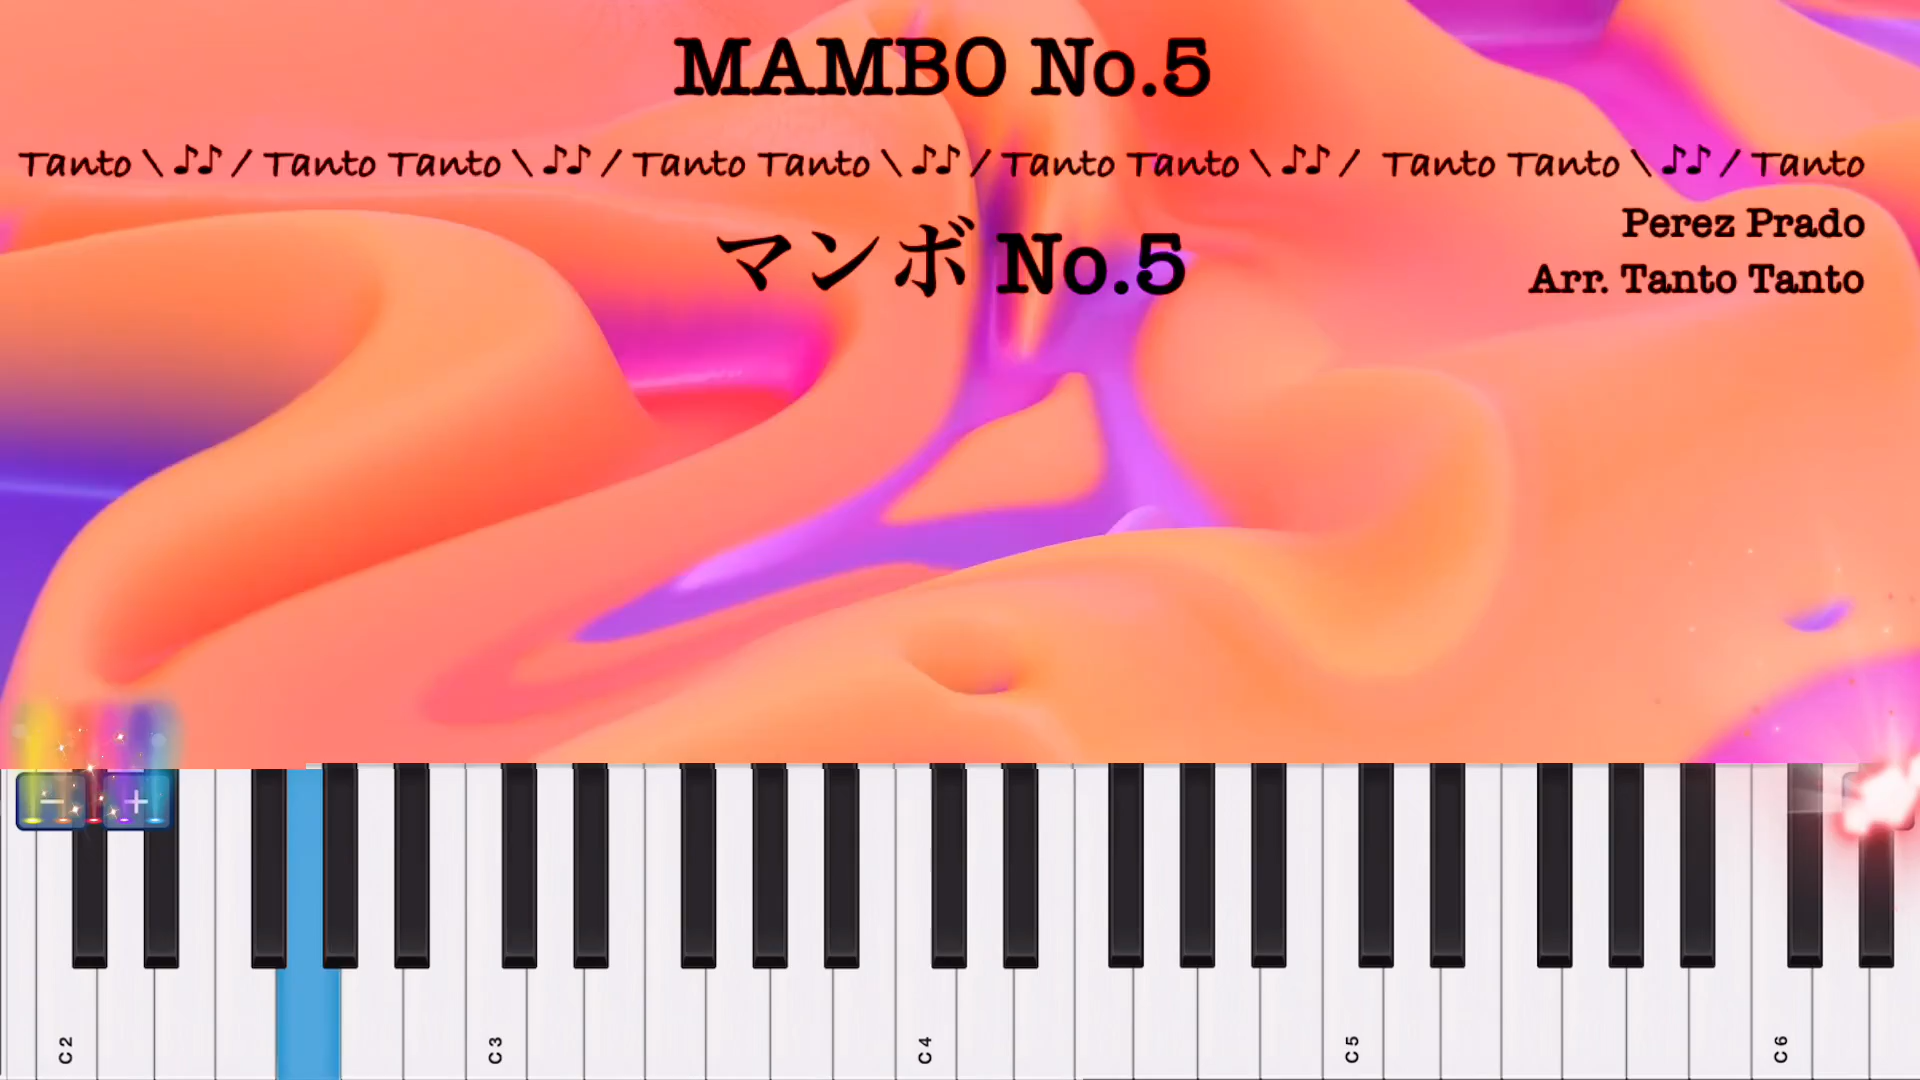 MAMBO No.5
Tanto \ ♪♪ / Tanto Tanto \ ♪♪ / Tanto Tanto \ ♪♪ / Tanto Tanto \ ♪♪ / Tanto Tanto \ ♪♪ / Tanto
Perez Prado
マンボ No.5
Arr. Tanto Tanto
− +
C2 C3 C4 C5 C6